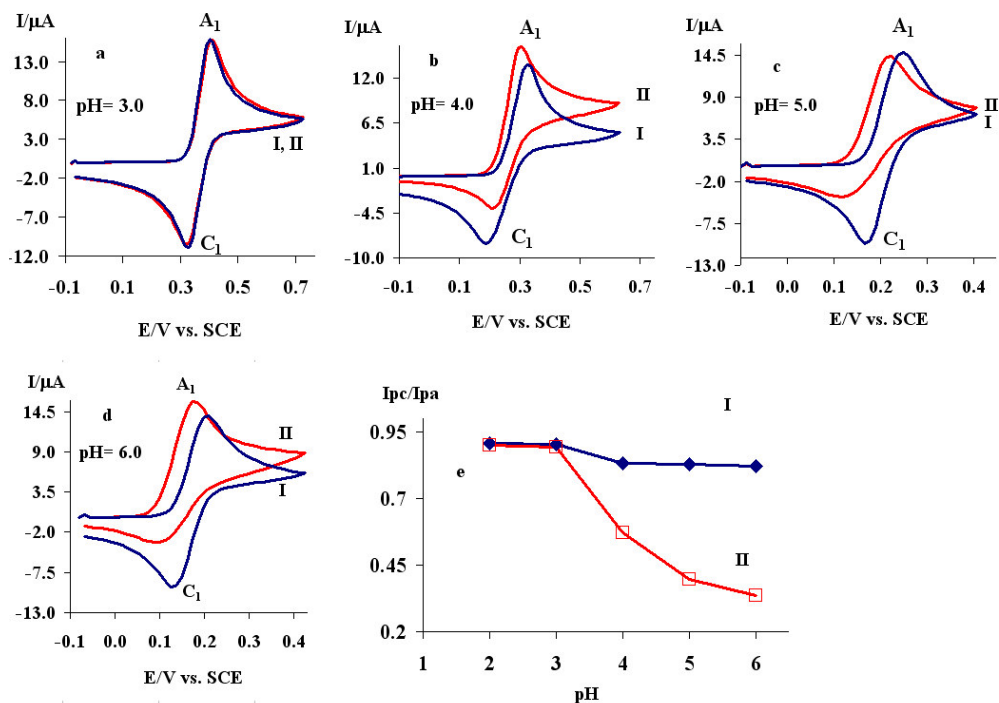 I/μA
A₁
a
pH= 3.0
13.0
8.0
3.0
-2.0
-7.0
-12.0
I, II
C₁
-0.1 0.1 0.3 0.5 0.7
E/V vs. SCE
I/μA
A₁
b
pH= 4.0
12.0
6.5
1.0
-4.5
-10.0
II
I
C₁
-0.1 0.1 0.3 0.5
E/V vs. SCE
I/μA
A₁
c
pH= 5.0
14.5
9.0
3.5
-2.0
-7.5
-13.0
II
I
C₁
-0.1 0.0 0.1 0.2 0.3 0.4
E/V vs. SCE
I/μA
A₁
d
pH= 6.0
14.5
9.0
3.5
-2.0
-7.5
-13.0
II
I
C₁
-0.1 0.0 0.1 0.2 0.3 0.4
E/V vs. SCE
Ipc/Ipa
I
0.95
e
0.7
II
0.45
0.2
1 2 3 4 5 6
pH